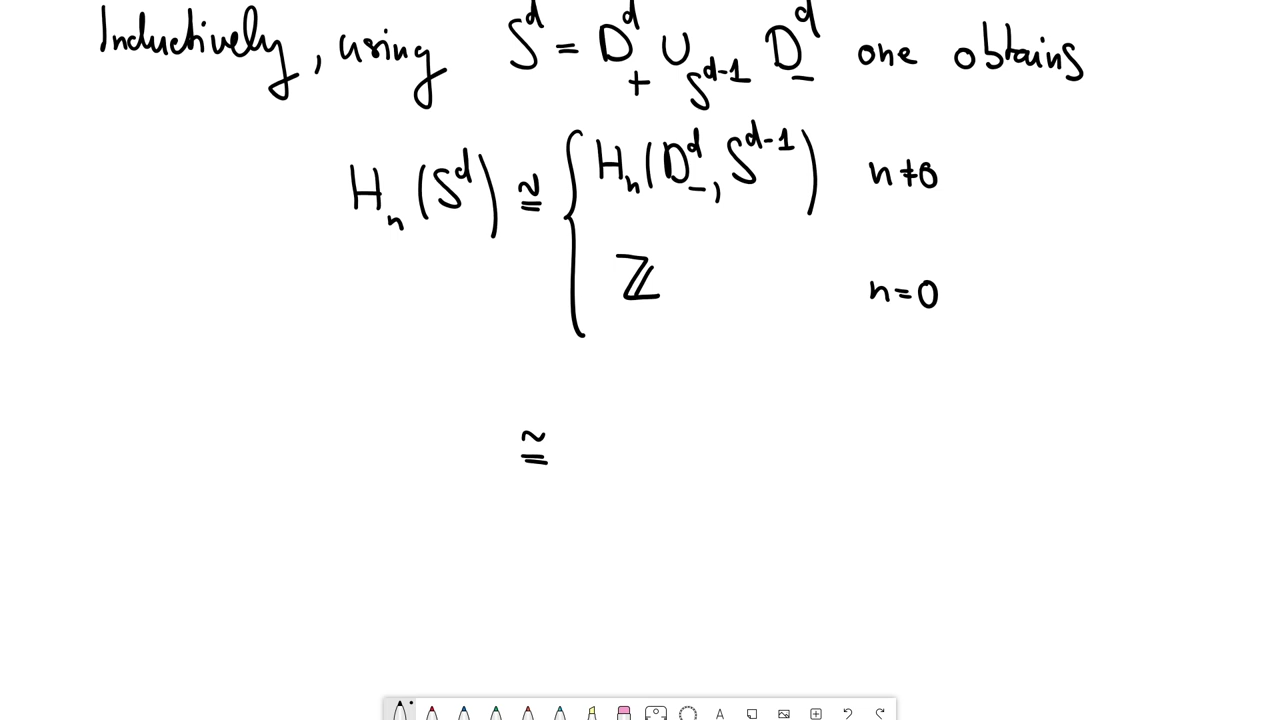 Inductively, using S^d = D^d_+ ∪_{S^{d-1}} D^d_- one obtains
H_n(S^d) ≅ { H_n(D^d_-, S^{d-1}) n≠0
ℤ n=0
≅